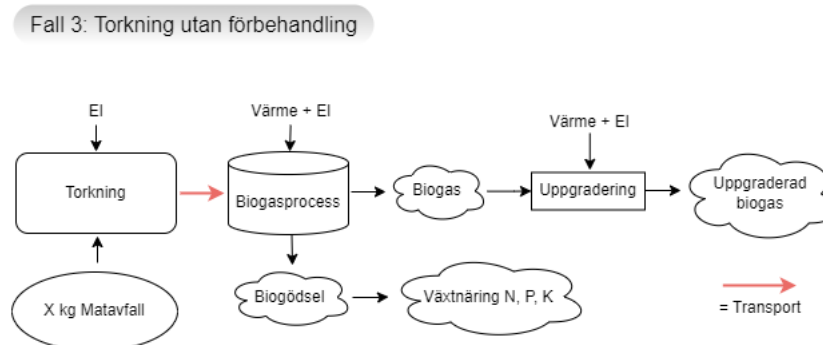 Fall 3: Torkning utan förbehandling
El
Värme + El
Värme + El
Torkning
Biogasprocess
Biogas
Uppgradering
Uppgraderad
biogas
X kg Matavfall
Biogödsel
Växtnäring N, P, K
= Transport